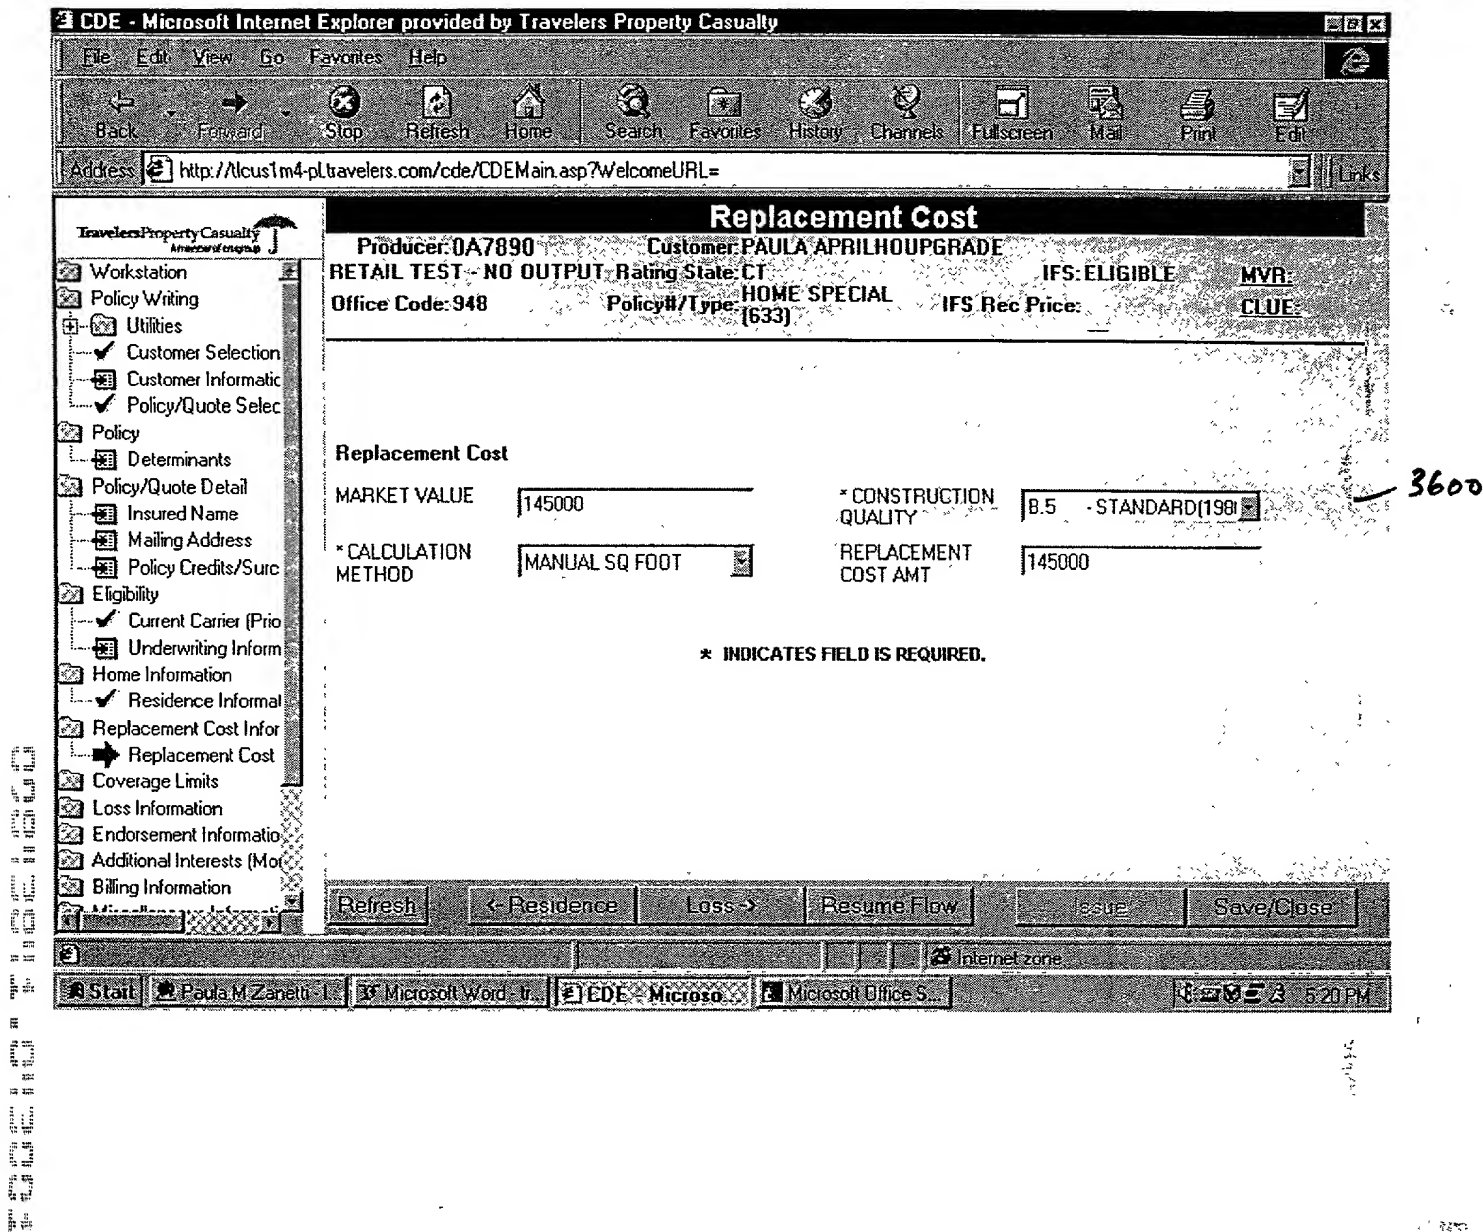 CDE - Microsoft Internet Explorer provided by Travelers Property Casualty
File Edit View Go Favorites Help
Back Forward Stop Refresh Home Search Favorites History Channels Fullscreen Mail Print Edit
Address http://tlcus1m4-pl.travelers.com/cde/CDEMain.asp?WelcomeURL= Links
TravelersPropertyCasualty
Replacement Cost
Producer: 0A7890 Customer: PAULA APRILHOUPGRADE
RETAIL TEST - NO OUTPUT Rating State: CT IFS: ELIGIBLE MVR:
Office Code: 948 Policy#/Type: HOME SPECIAL (633) IFS Rec Price: CLUE:
Workstation
Policy Writing
Utilities
Customer Selection
Customer Informatic
Policy/Quote Selec
Policy
Determinants
Policy/Quote Detail
Insured Name
Mailing Address
Policy Credits/Surc
Eligibility
Current Carrier (Prio
Underwriting Inform
Home Information
Residence Informat
Replacement Cost Infor
Replacement Cost
Coverage Limits
Loss Information
Endorsement Informatio
Additional Interests (Mor
Billing Information
Replacement Cost
MARKET VALUE 145000 * CONSTRUCTION QUALITY B.5 - STANDARD(198
3600
* CALCULATION METHOD MANUAL SQ FOOT REPLACEMENT COST AMT 145000
* INDICATES FIELD IS REQUIRED.
Refresh <- Residence Loss -> Resume Flow Issue Save/Close
Internet zone
Start Paula M Zanetti - I... Microsoft Word - tr... CDE - Microso... Microsoft Office S... 5:20 PM